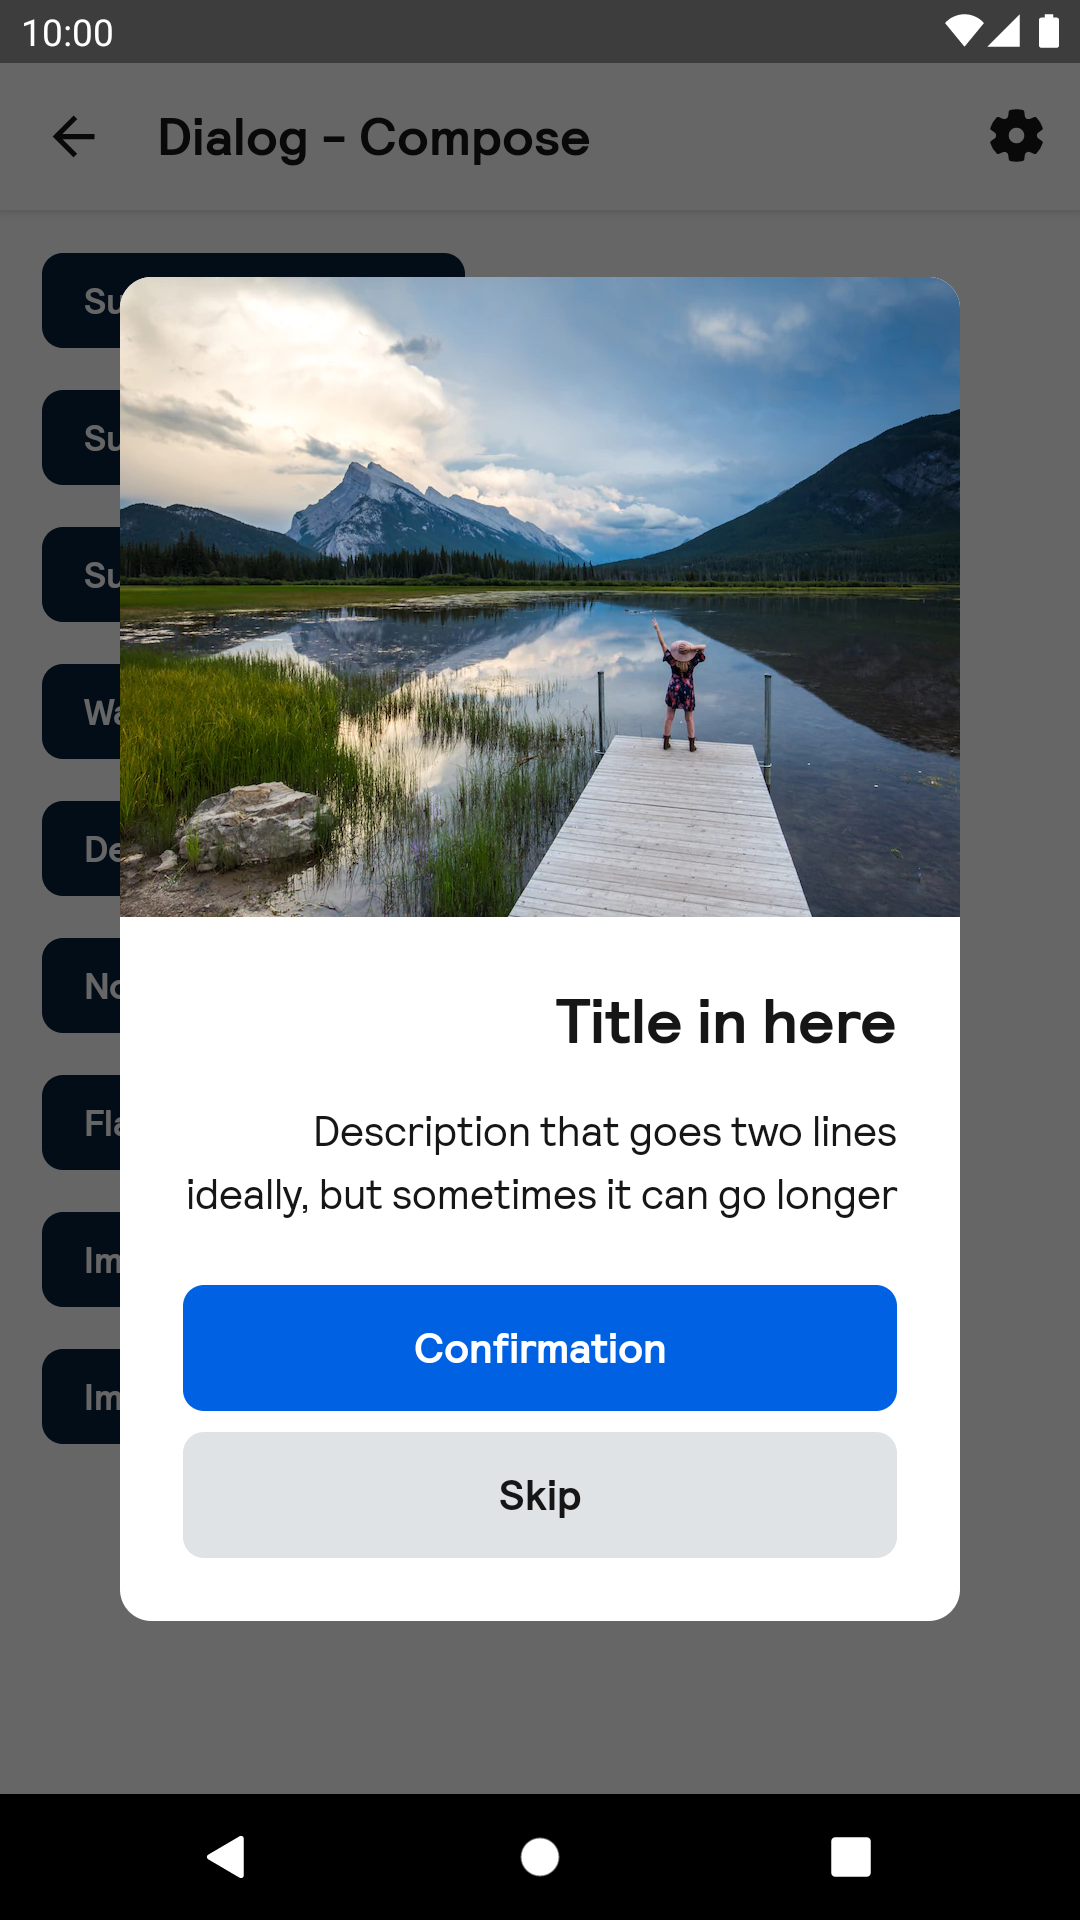 10:00
Dialog - Compose
Su
Su
Su
Wa
De
No
Fla
Im
Im
Title in here
Description that goes two lines
ideally, but sometimes it can go longer
Confirmation
Skip